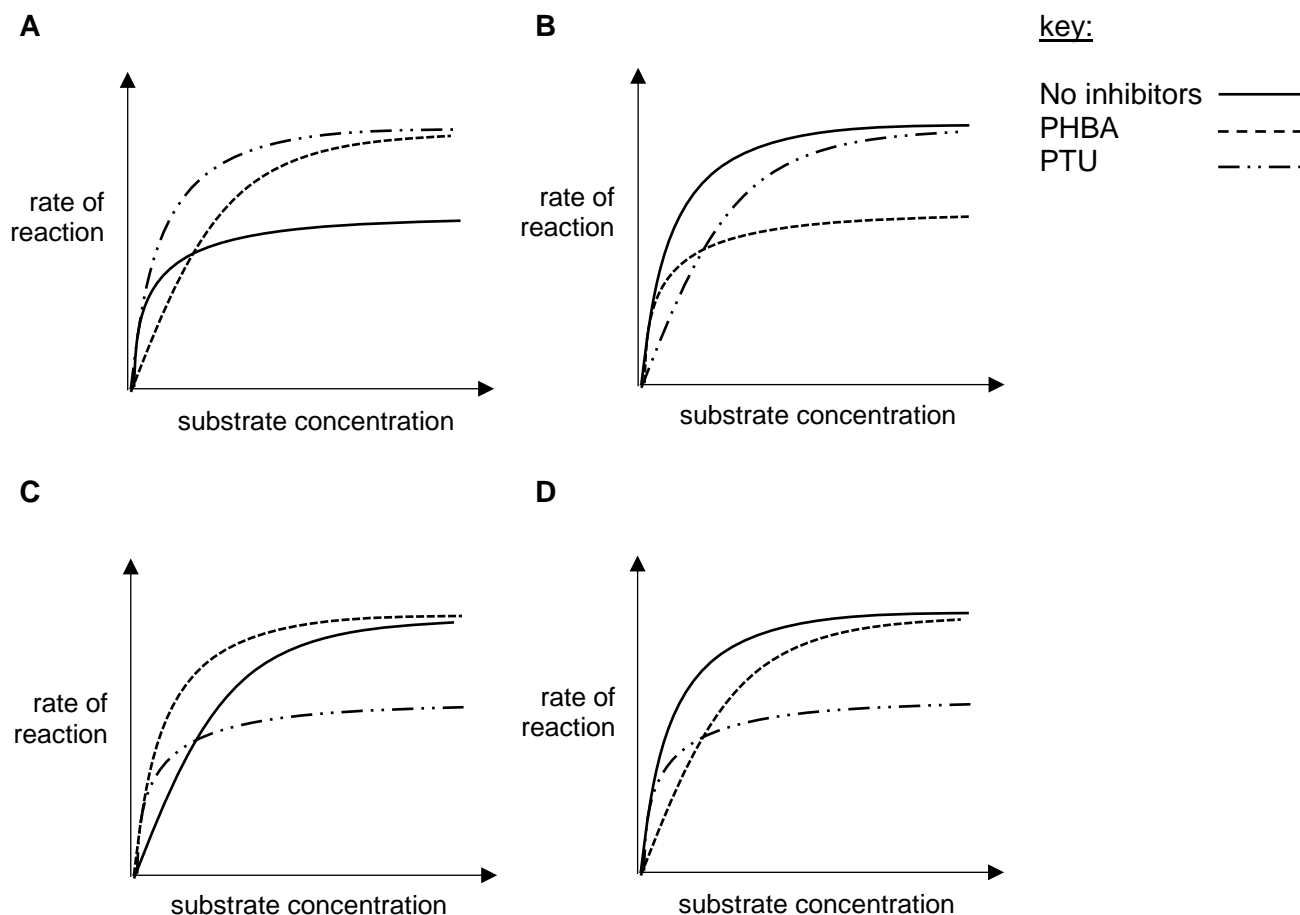 A
B
key:
No inhibitors
PHBA
PTU
rate of
reaction
substrate concentration
rate of
reaction
substrate concentration
C
D
rate of
reaction
substrate concentration
rate of
reaction
substrate concentration